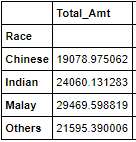 Total_Amt
Race
Chinese 19078.975062
Indian 24060.131283
Malay 29469.598819
Others 21595.390006